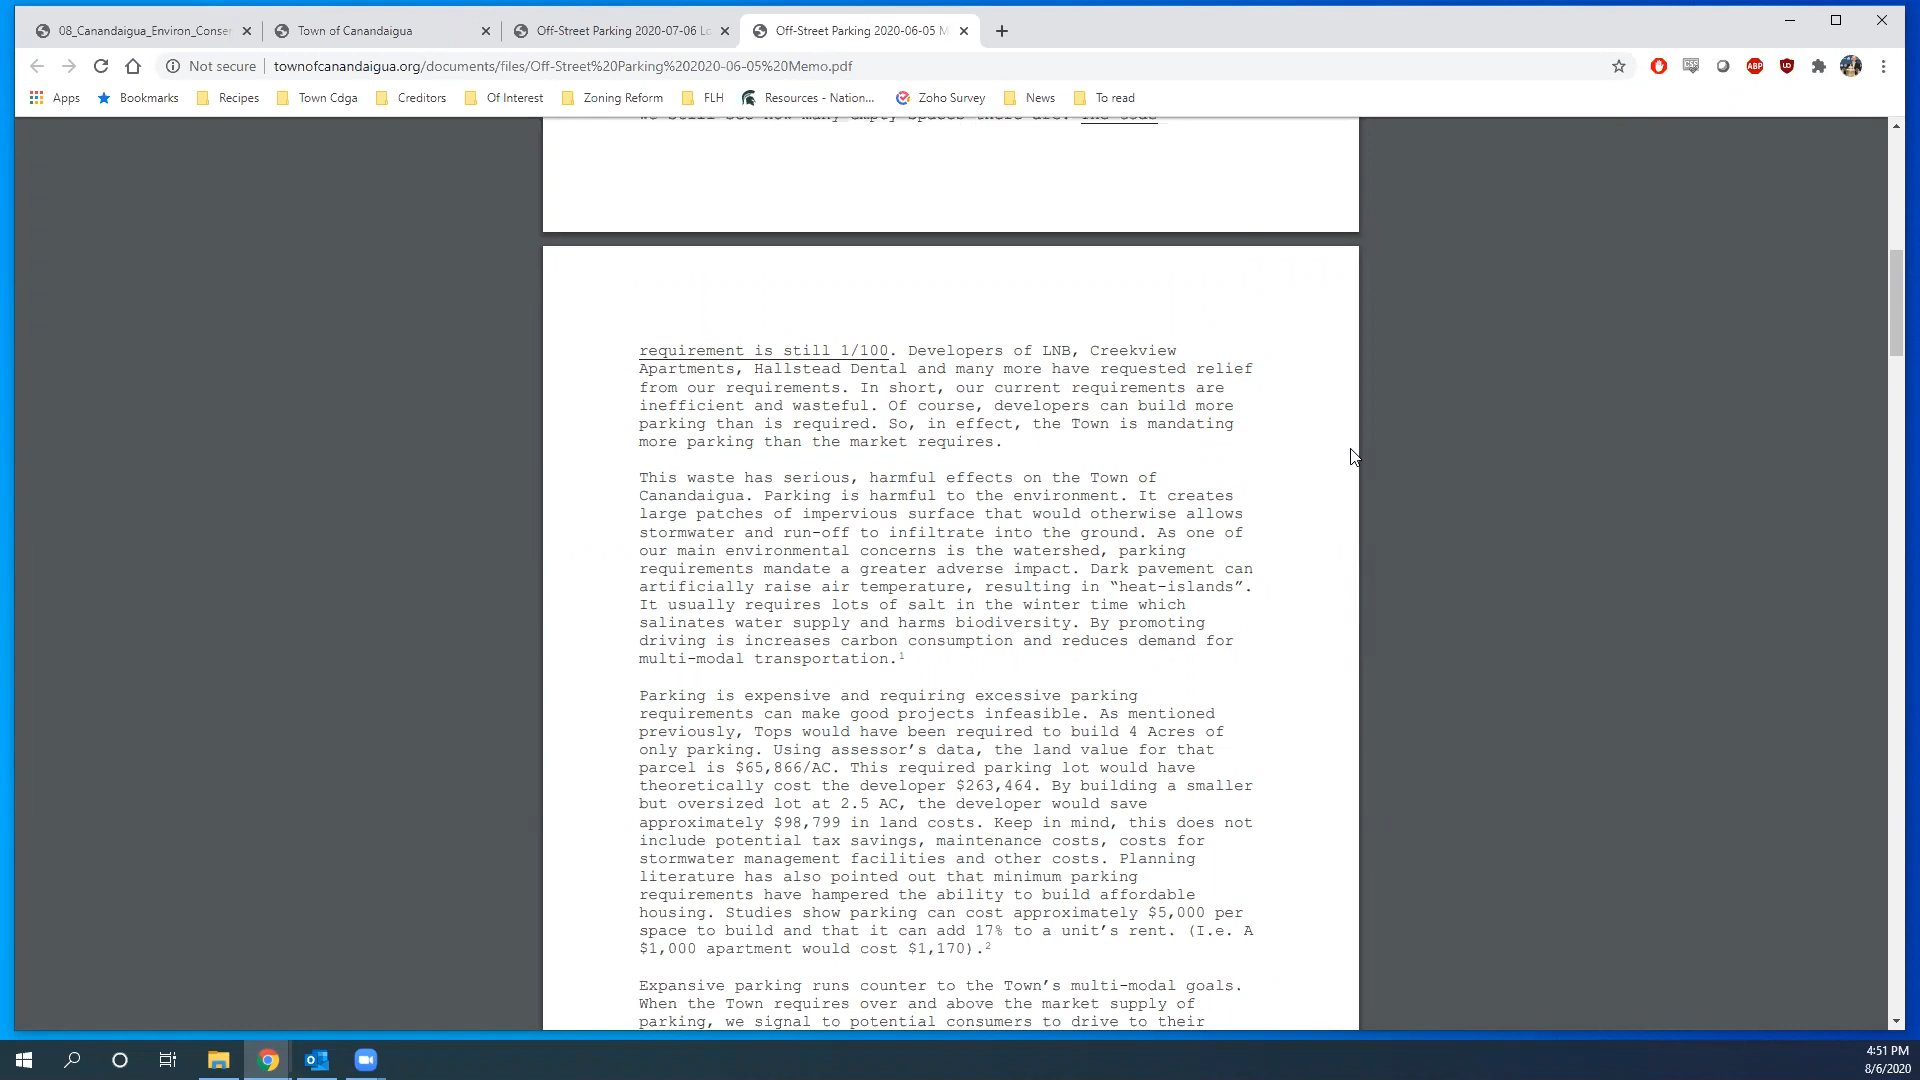 08_Canandaigua_Environ_Conser
Town of Canandaigua
Off-Street Parking 2020-07-06 Lo
Off-Street Parking 2020-06-05 M
Not secure
townofcanandaigua.org/documents/files/Off-Street%20Parking%202020-06-05%20Memo.pdf
CSS
ABP
Apps
Bookmarks
Recipes
Town Cdga
Creditors
Of Interest
Zoning Reform
FLH
Resources - Nation...
Zoho Survey
News
To read
we still see how many empty spaces there are. The code
requirement is still 1/100. Developers of LNB, Creekview
Apartments, Hallstead Dental and many more have requested relief
from our requirements. In short, our current requirements are
inefficient and wasteful. Of course, developers can build more
parking than is required. So, in effect, the Town is mandating
more parking than the market requires.
This waste has serious, harmful effects on the Town of
Canandaigua. Parking is harmful to the environment. It creates
large patches of impervious surface that would otherwise allows
stormwater and run-off to infiltrate into the ground. As one of
our main environmental concerns is the watershed, parking
requirements mandate a greater adverse impact. Dark pavement can
artificially raise air temperature, resulting in “heat-islands”.
It usually requires lots of salt in the winter time which
salinates water supply and harms biodiversity. By promoting
driving is increases carbon consumption and reduces demand for
multi-modal transportation.¹
Parking is expensive and requiring excessive parking
requirements can make good projects infeasible. As mentioned
previously, Tops would have been required to build 4 Acres of
only parking. Using assessor’s data, the land value for that
parcel is $65,866/AC. This required parking lot would have
theoretically cost the developer $263,464. By building a smaller
but oversized lot at 2.5 AC, the developer would save
approximately $98,799 in land costs. Keep in mind, this does not
include potential tax savings, maintenance costs, costs for
stormwater management facilities and other costs. Planning
literature has also pointed out that minimum parking
requirements have hampered the ability to build affordable
housing. Studies show parking can cost approximately $5,000 per
space to build and that it can add 17% to a unit’s rent. (I.e. A
$1,000 apartment would cost $1,170).²
Expansive parking runs counter to the Town’s multi-modal goals.
When the Town requires over and above the market supply of
parking, we signal to potential consumers to drive to their
4:51 PM
8/6/2020